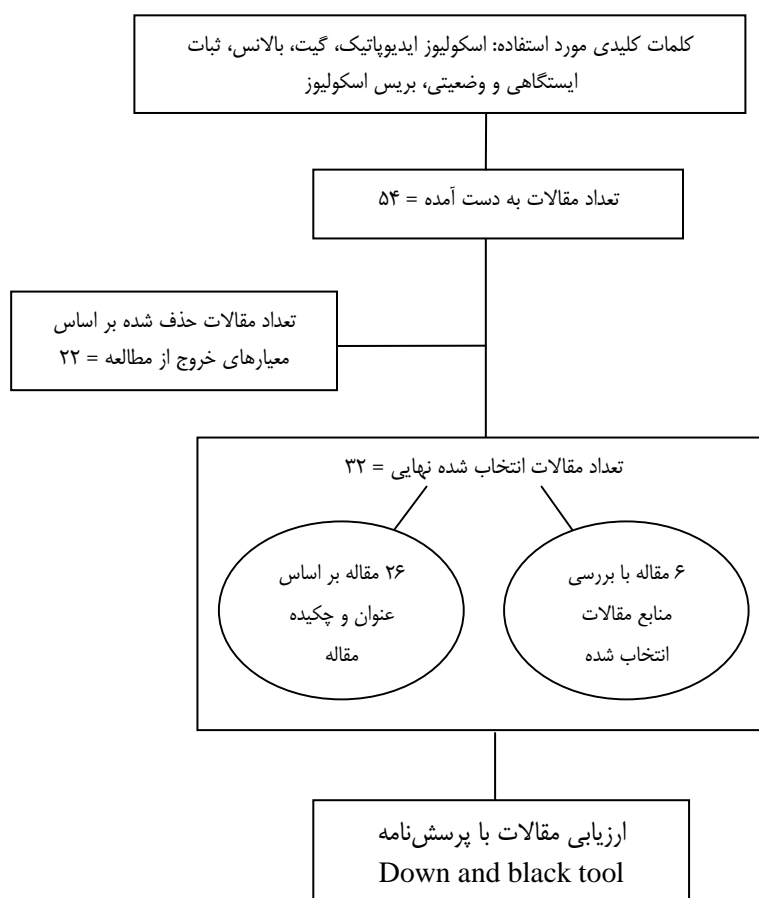 کلمات کلیدی مورد استفاده: اسکولیوز ایدیوپاتیک، گیت، بالانس، ثبات
ایستگاهی و وضعیتی، بریس اسکولیوز
تعداد مقالات به دست آمده = ۵۴
تعداد مقالات حذف شده بر اساس
معیارهای خروج از مطالعه = ۲۲
تعداد مقالات انتخاب شده نهایی = ۳۲
۶ مقاله با بررسی
منابع مقالات
انتخاب شده
۲۶ مقاله بر اساس
عنوان و چکیده
مقاله
ارزیابی مقالات با پرسش‌نامه
Down and black tool